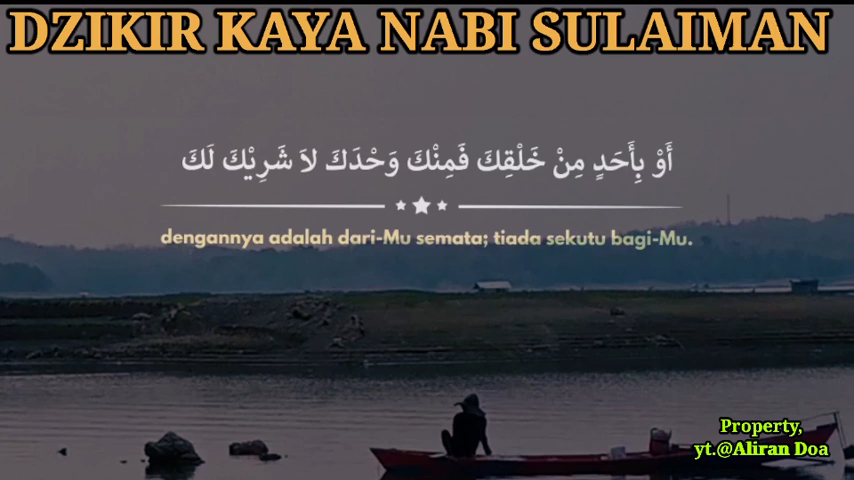 DZIKIR KAYA NABI SULAIMAN
أَوْ بِأَحَدٍ مِنْ خَلْقِكَ فَمِنْكَ وَحْدَكَ لاَ شَرِيْكَ لَكَ
dengannya adalah dari-Mu semata; tiada sekutu bagi-Mu.
Property,
yt.@Aliran Doa